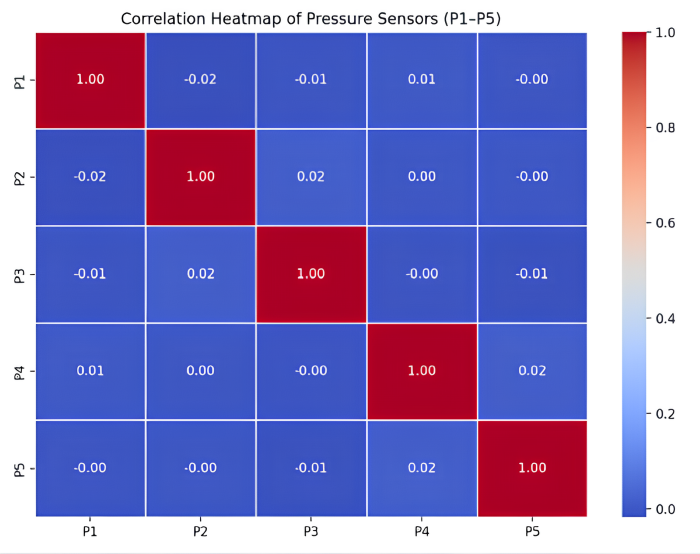 Correlation Heatmap of Pressure Sensors (P1–P5)
P1 1.00 -0.02 -0.01 0.01 -0.00
P2 -0.02 1.00 0.02 0.00 -0.00
P3 -0.01 0.02 1.00 -0.00 -0.01
P4 0.01 0.00 -0.00 1.00 0.02
P5 -0.00 -0.00 -0.01 0.02 1.00
P1 P2 P3 P4 P5
1.0
0.8
0.6
0.4
0.2
0.0